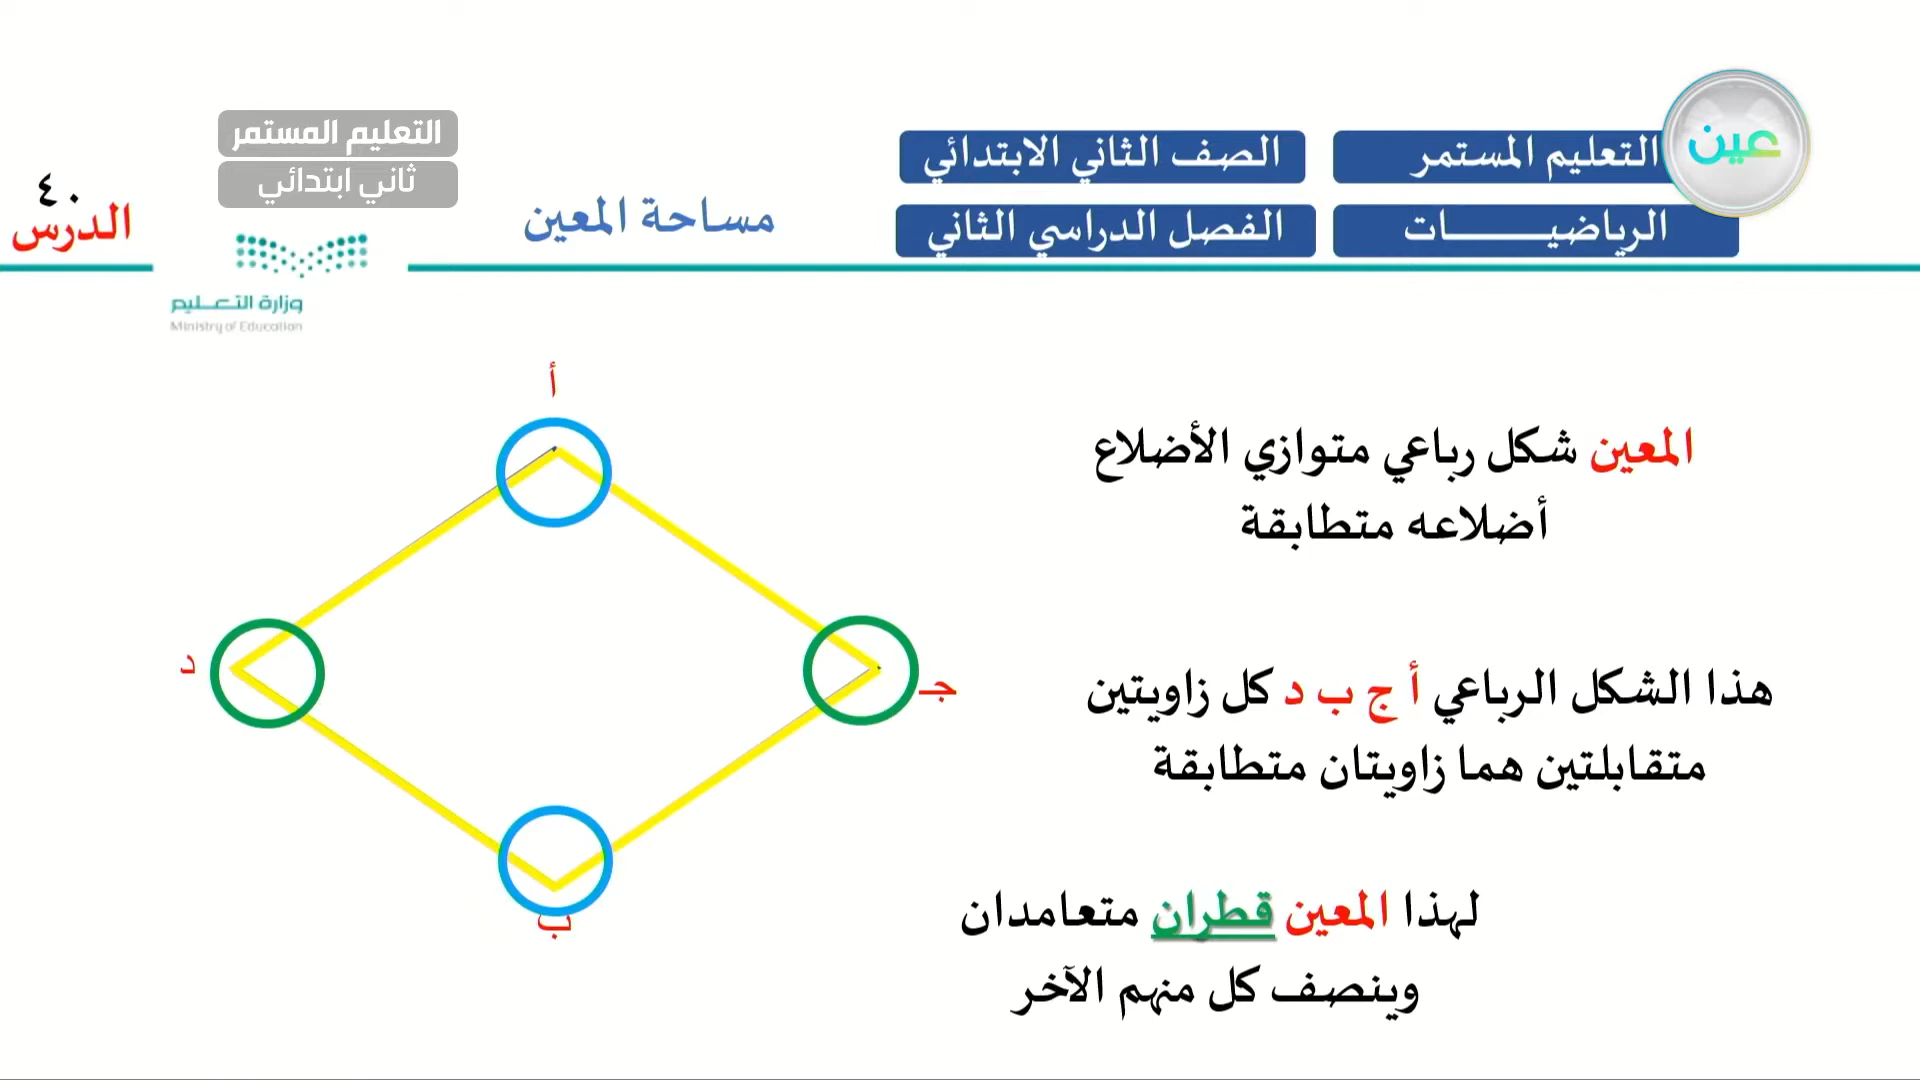 عين
التعليم المستمر
الصف الثاني الابتدائي
الرياضيـــــــــات
الفصل الدراسي الثاني
مساحة المعين
التعليم المستمر
ثاني ابتدائي
٤٠
الدرس
وزارة التعـــليم
Ministry of Education
المعين شكل رباعي متوازي الأضلاع
أضلاعه متطابقة
هذا الشكل الرباعي أ ج ب د كل زاويتين
متقابلتين هما زاويتان متطابقة
لهذا المعين قطران متعامدان
وينصف كل منهم الآخر
أ
جـ
د
ب